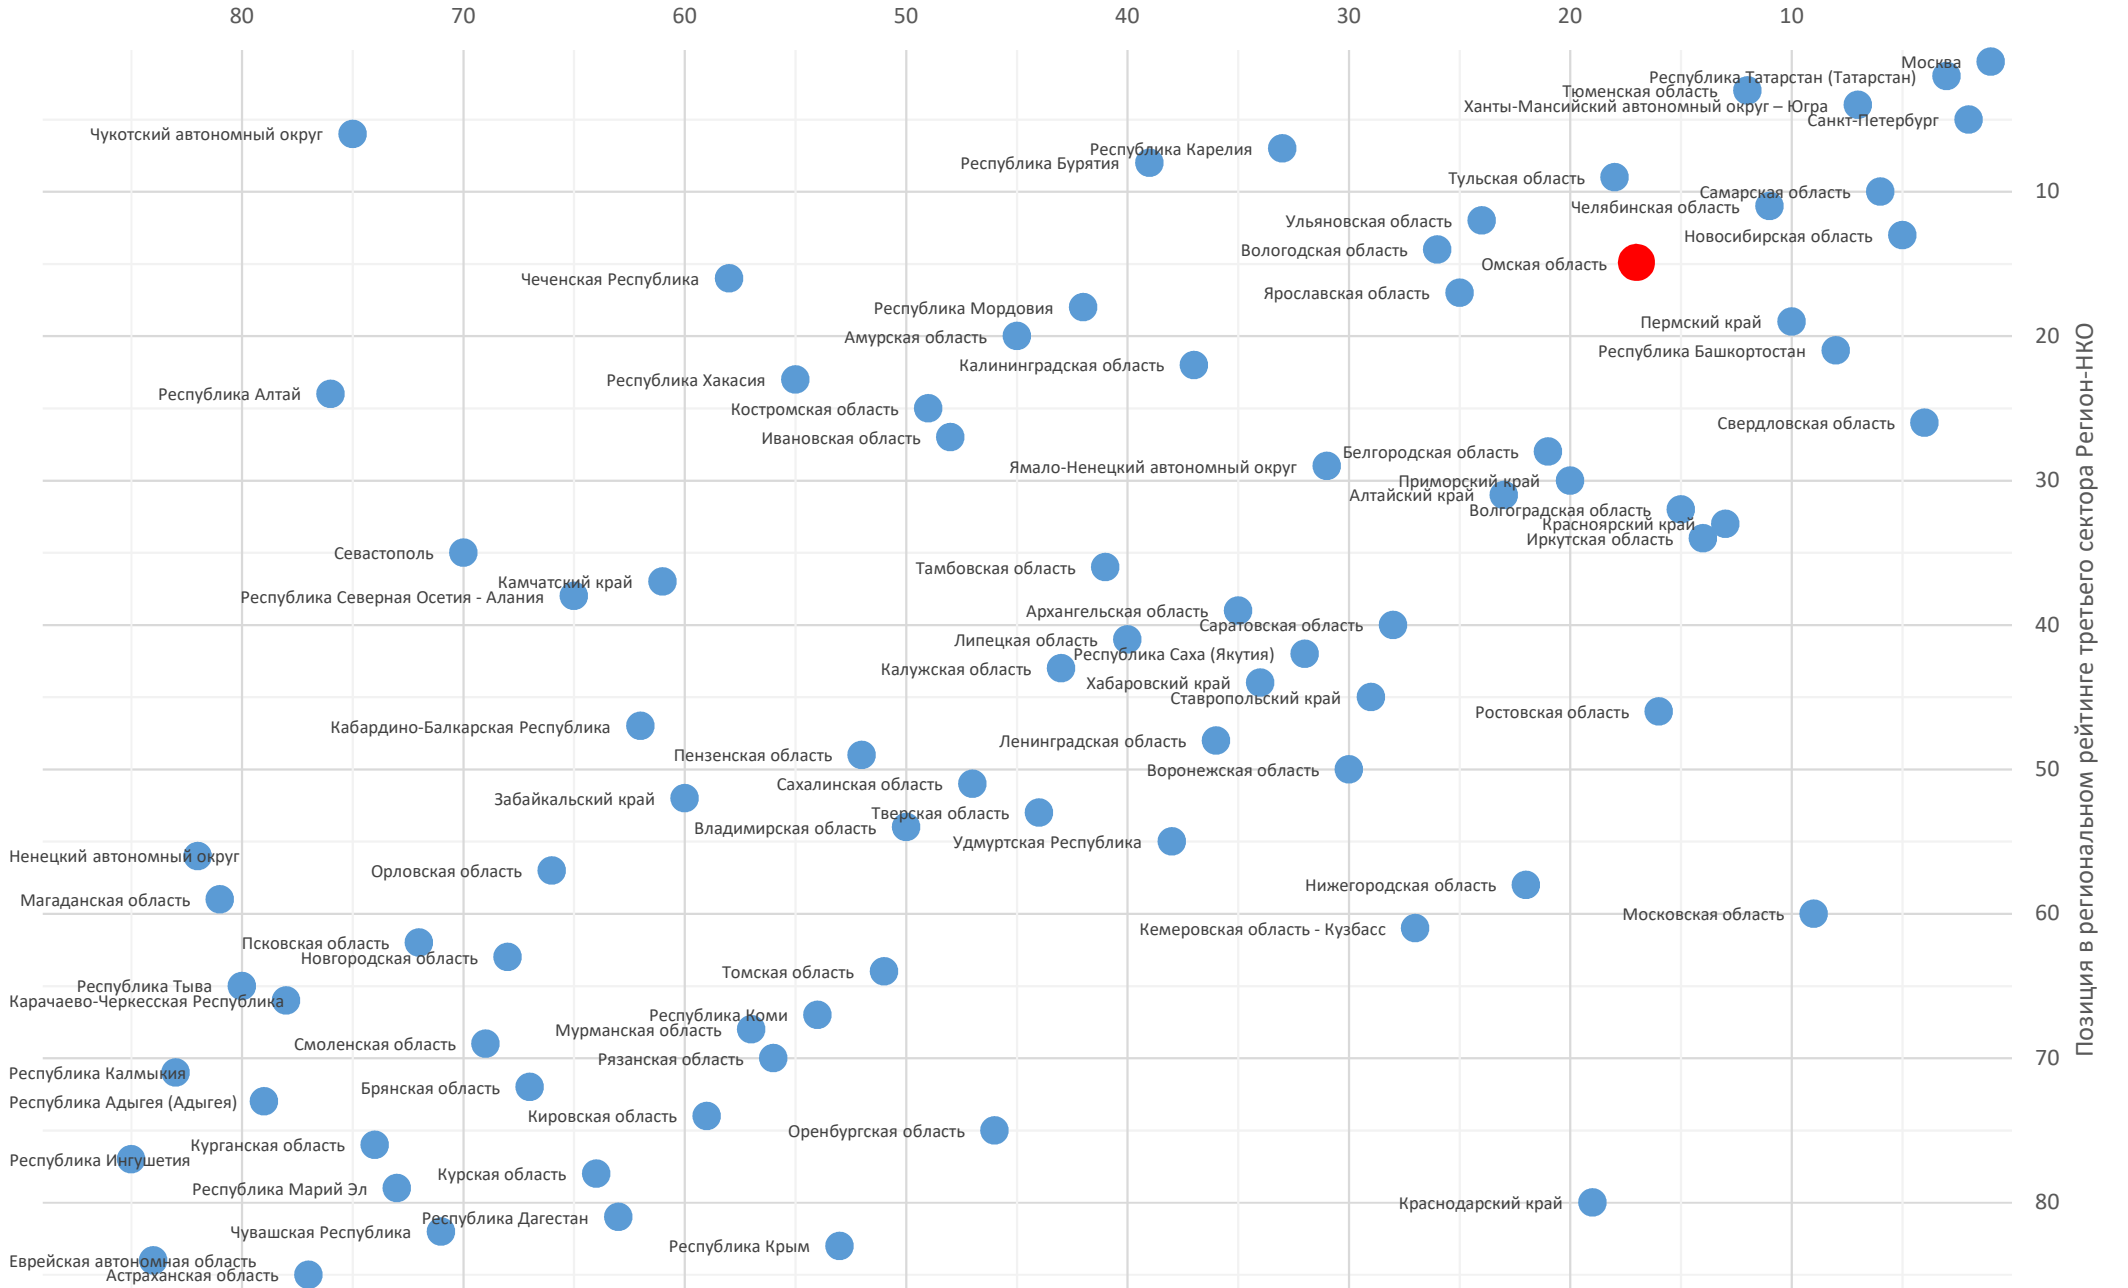 80 70 60 50 40 30 20 10
Москва
Республика Татарстан (Татарстан)
Тюменская область
Ханты-Мансийский автономный округ – Югра
Санкт-Петербург
Чукотский автономный округ
Республика Карелия
Республика Бурятия
Тульская область
Самарская область
10
Челябинская область
Ульяновская область
Новосибирская область
Вологодская область
Омская область
Чеченская Республика
Ярославская область
Республика Мордовия
Пермский край
Амурская область
20
Республика Башкортостан
Калининградская область
Республика Хакасия
Республика Алтай
Костромская область
Свердловская область
Ивановская область
Белгородская область
Ямало-Ненецкий автономный округ
Приморский край
30
Алтайский край
Волгоградская область
Красноярский край
Иркутская область
Севастополь
Тамбовская область
Камчатский край
Республика Северная Осетия - Алания
Архангельская область
Саратовская область
40
Липецкая область
Республика Саха (Якутия)
Калужская область
Хабаровский край
Ставропольский край
Ростовская область
Кабардино-Балкарская Республика
Ленинградская область
Пензенская область
Воронежская область
50
Сахалинская область
Забайкальский край
Тверская область
Владимирская область
Удмуртская Республика
Ненецкий автономный округ
Орловская область
Нижегородская область
Магаданская область
Московская область
60
Кемеровская область - Кузбасс
Псковская область
Новгородская область
Томская область
Республика Тыва
Карачаево-Черкесская Республика
Республика Коми
Мурманская область
Смоленская область
Рязанская область
70
Республика Калмыкия
Брянская область
Республика Адыгея (Адыгея)
Кировская область
Оренбургская область
Курганская область
Республика Ингушетия
Курская область
Республика Марий Эл
Краснодарский край
80
Республика Дагестан
Чувашская Республика
Республика Крым
Еврейская автономная область
Астраханская область
Позиция в региональном рейтинге третьего сектора Регион-НКО